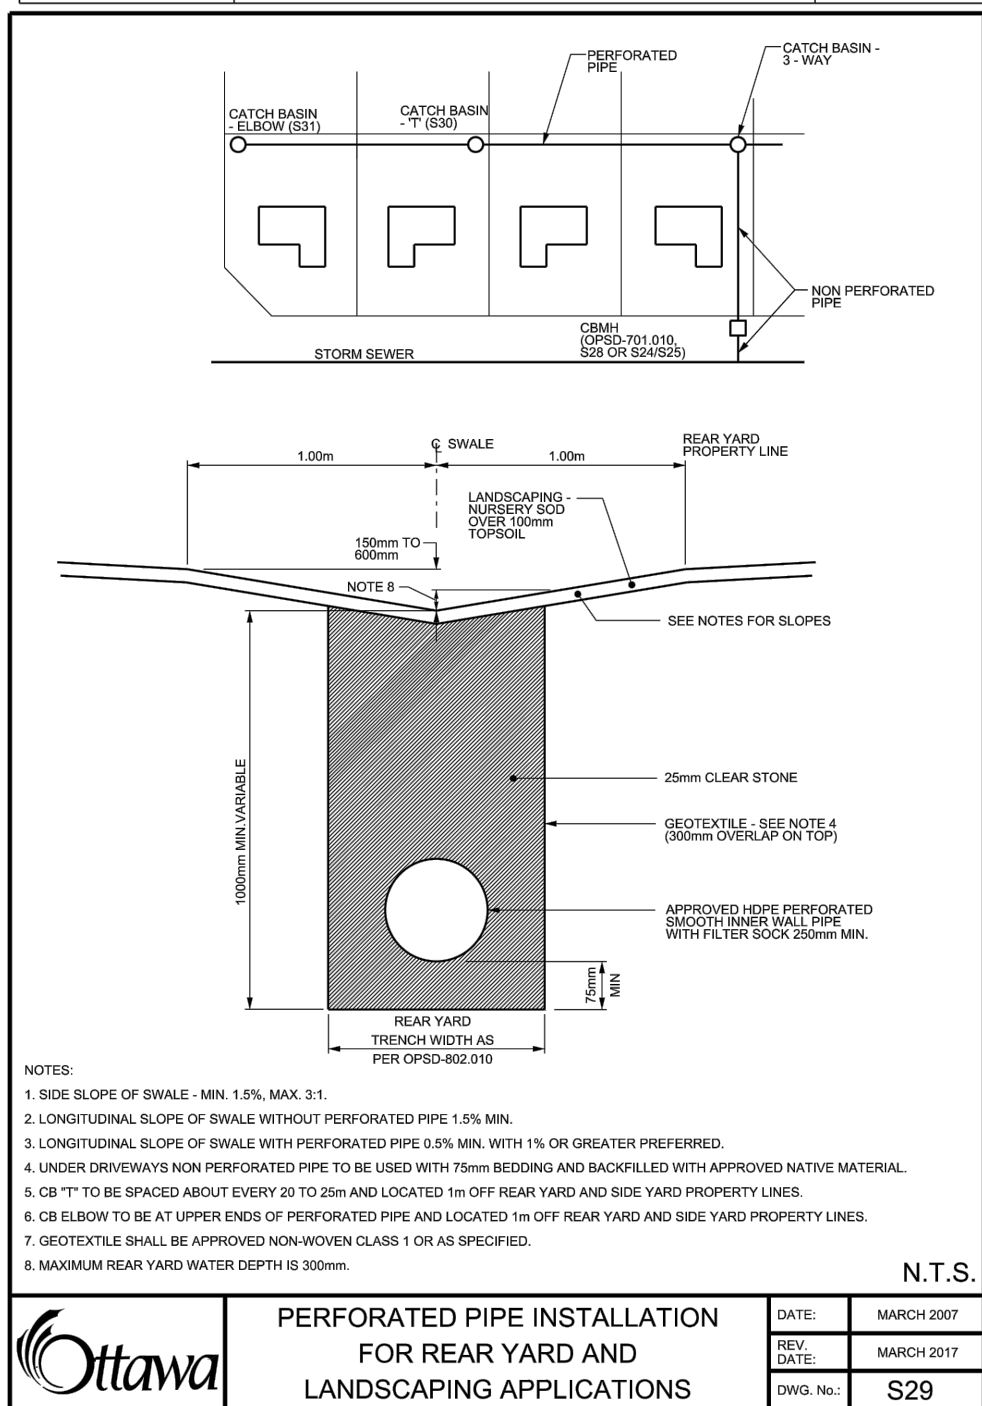 PERFORATED
PIPE
CATCH BASIN -
3 - WAY
CATCH BASIN
- ELBOW (S31)
CATCH BASIN
- 'T' (S30)
NON PERFORATED
PIPE
CBMH
(OPSD-701.010,
S28 OR S24/S25)
STORM SEWER
℄ SWALE
REAR YARD
PROPERTY LINE
1.00m
1.00m
LANDSCAPING -
NURSERY SOD
OVER 100mm
TOPSOIL
150mm TO
600mm
NOTE 8
SEE NOTES FOR SLOPES
1000mm MIN.VARIABLE
25mm CLEAR STONE
GEOTEXTILE - SEE NOTE 4
(300mm OVERLAP ON TOP)
APPROVED HDPE PERFORATED
SMOOTH INNER WALL PIPE
WITH FILTER SOCK 250mm MIN.
75mm
MIN
REAR YARD
TRENCH WIDTH AS
PER OPSD-802.010
NOTES:
1. SIDE SLOPE OF SWALE - MIN. 1.5%, MAX. 3:1.
2. LONGITUDINAL SLOPE OF SWALE WITHOUT PERFORATED PIPE 1.5% MIN.
3. LONGITUDINAL SLOPE OF SWALE WITH PERFORATED PIPE 0.5% MIN. WITH 1% OR GREATER PREFERRED.
4. UNDER DRIVEWAYS NON PERFORATED PIPE TO BE USED WITH 75mm BEDDING AND BACKFILLED WITH APPROVED NATIVE MATERIAL.
5. CB "T" TO BE SPACED ABOUT EVERY 20 TO 25m AND LOCATED 1m OFF REAR YARD AND SIDE YARD PROPERTY LINES.
6. CB ELBOW TO BE AT UPPER ENDS OF PERFORATED PIPE AND LOCATED 1m OFF REAR YARD AND SIDE YARD PROPERTY LINES.
7. GEOTEXTILE SHALL BE APPROVED NON-WOVEN CLASS 1 OR AS SPECIFIED.
8. MAXIMUM REAR YARD WATER DEPTH IS 300mm.
N.T.S.
Ottawa
PERFORATED PIPE INSTALLATION
FOR REAR YARD AND
LANDSCAPING APPLICATIONS
DATE:
MARCH 2007
REV.
DATE:
MARCH 2017
DWG. No.:
S29